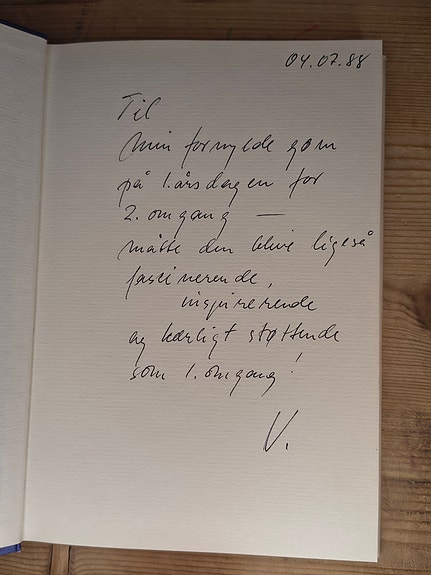 04.07.88
Til
min fornylde gom
på 1. årsdagen for
2. omgang —
måtte den blive ligeså
fascinerende,
inspirerende
og kærligt støttende
som 1. omgang!
V.